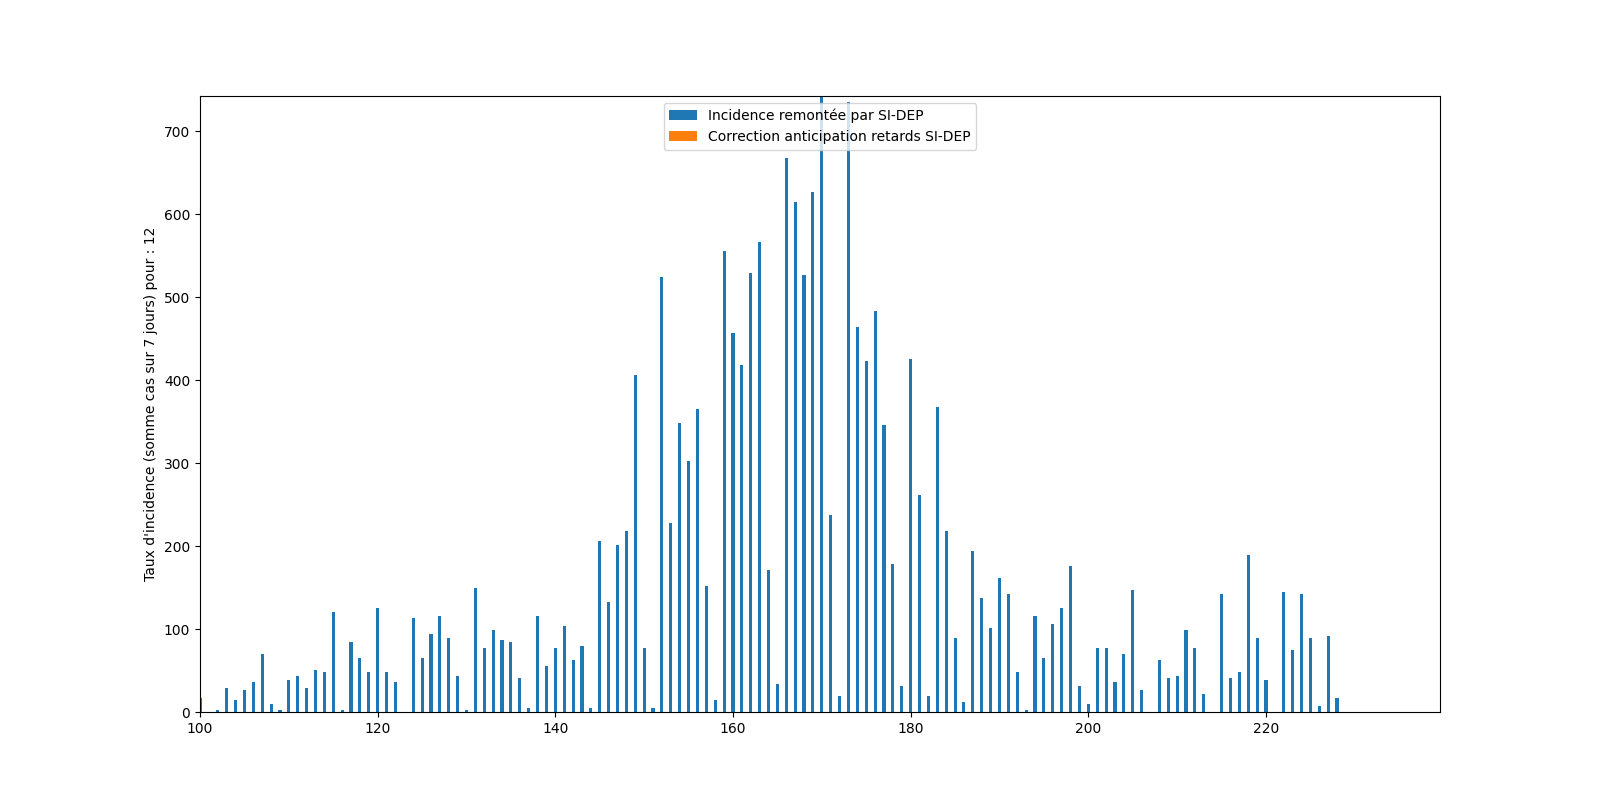 Incidence remontée par SI-DEP
Correction anticipation retards SI-DEP
Taux d'incidence (somme cas sur 7 jours) pour : 12
700
600
500
400
300
200
100
0
100 120 140 160 180 200 220